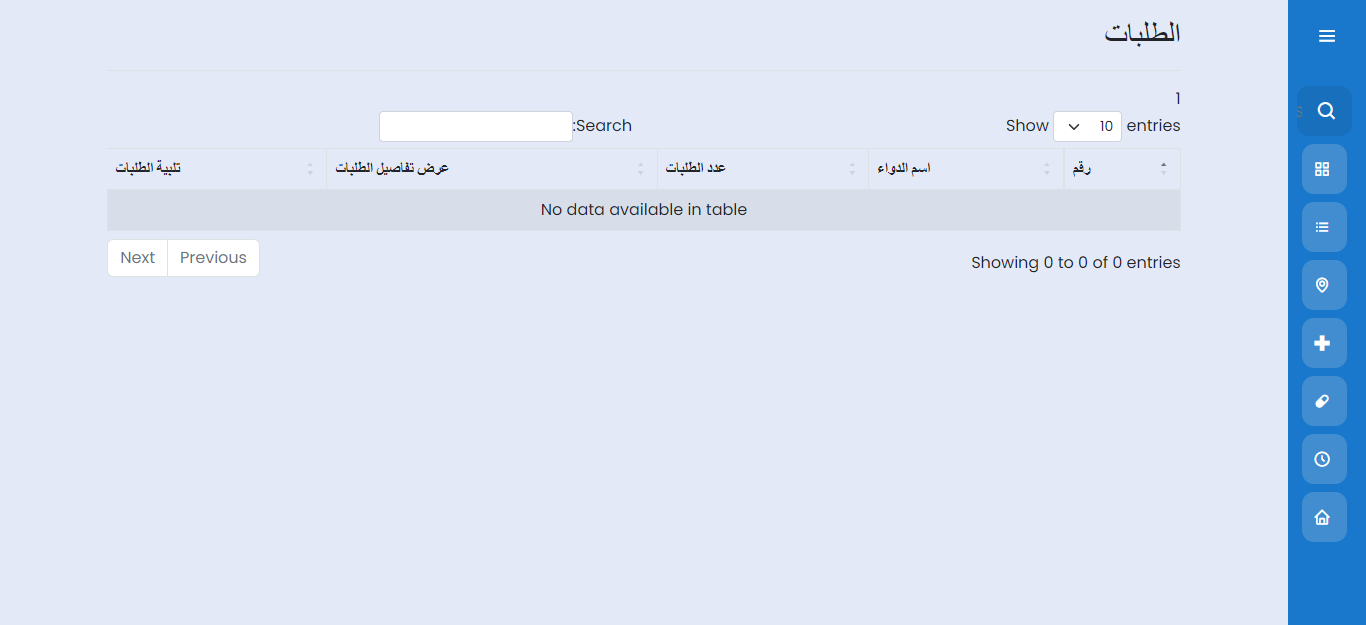 الطلبات
1
Show 10 entries
Search:
رقم
اسم الدواء
عدد الطلبات
عرض تفاصيل الطلبات
تلبية الطلبات
No data available in table
Showing 0 to 0 of 0 entries
Previous
Next